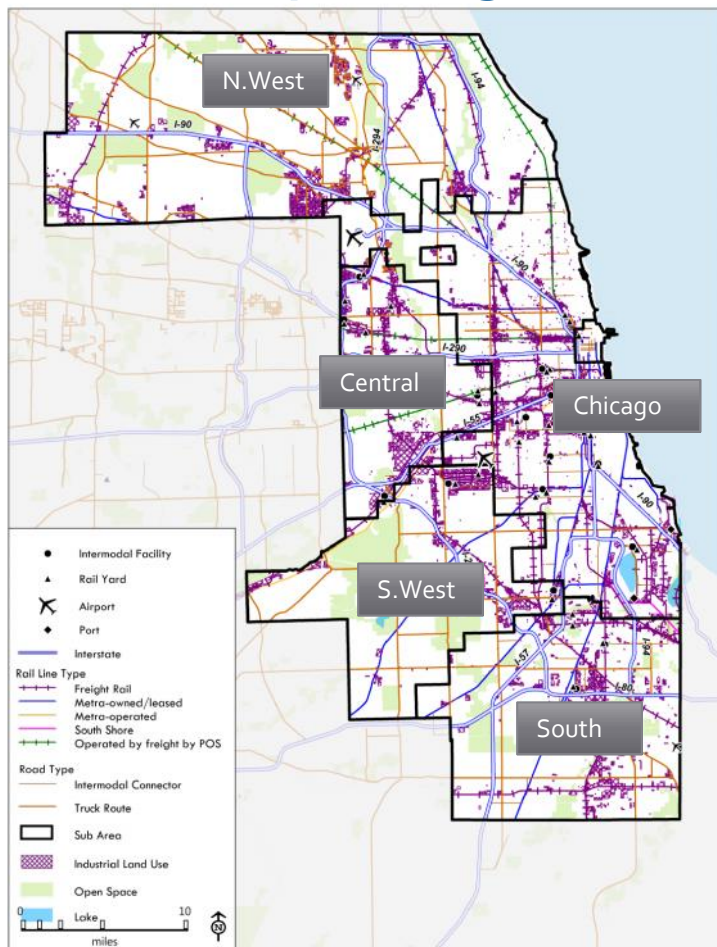 N.West
I-94
I-90
I-294
I-90
I-290
Central
Chicago
I-55
I-90
S.West
I-57
I-94
I-80
South
Intermodal Facility
Rail Yard
Airport
Port
Interstate
Rail Line Type
Freight Rail
Metra-owned/leased
Metra-operated
South Shore
Operated by freight by POS
Road Type
Intermodal Connector
Truck Route
Sub Area
Industrial Land Use
Open Space
Lake
0 10
miles
N